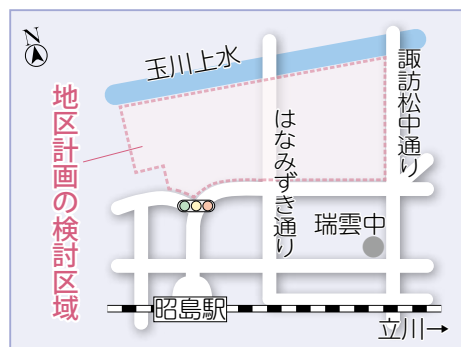 N
玉川上水
諏訪松中通り
はなみずき通り
地区計画の検討区域
瑞雲中
昭島駅
立川→